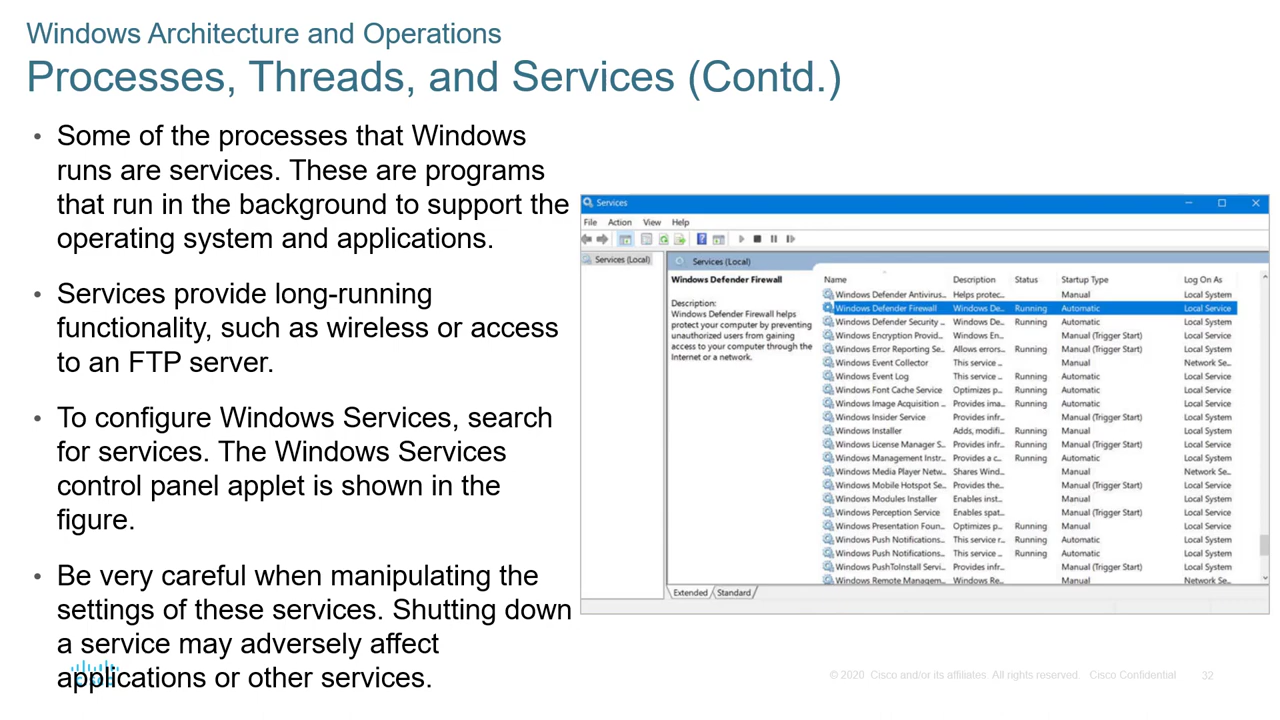 Windows Architecture and Operations
Processes, Threads, and Services (Contd.)
• Some of the processes that Windows
runs are services. These are programs
that run in the background to support the
operating system and applications.
• Services provide long-running
functionality, such as wireless or access
to an FTP server.
• To configure Windows Services, search
for services. The Windows Services
control panel applet is shown in the
figure.
• Be very careful when manipulating the
settings of these services. Shutting down
a service may adversely affect
applications or other services.
Services
File Action View Help
Services (Local)
Services (Local)
Windows Defender Firewall
Description:
Windows Defender Firewall helps
protect your computer by preventing
unauthorized users from gaining
access to your computer through the
Internet or a network.
Name Description Status Startup Type Log On As
Windows Defender Antivirus... Helps protec... Manual Local System
Windows Defender Firewall Windows De... Running Automatic Local Service
Windows Defender Security ... Windows De... Running Automatic Local System
Windows Encryption Provid... Windows En... Manual (Trigger Start) Local Service
Windows Error Reporting Se... Allows errors... Running Manual (Trigger Start) Local System
Windows Event Collector This service ... Manual Network Se...
Windows Event Log This service ... Running Automatic Local Service
Windows Font Cache Service Optimizes p... Running Automatic Local Service
Windows Image Acquisition ... Provides ima... Running Automatic Local Service
Windows Insider Service Provides infr... Manual (Trigger Start) Local System
Windows Installer Adds, modifi... Running Manual Local System
Windows License Manager S... Provides infr... Running Manual (Trigger Start) Local Service
Windows Management Instr... Provides a c... Running Automatic Local System
Windows Media Player Netw... Shares Wind... Manual Network Se...
Windows Mobile Hotspot Se... Provides the... Manual (Trigger Start) Local Service
Windows Modules Installer Enables inst... Manual Local System
Windows Perception Service Enables spat... Manual (Trigger Start) Local Service
Windows Presentation Foun... Optimizes p... Running Manual Local Service
Windows Push Notifications... This service r... Running Automatic Local System
Windows Push Notifications... This service ... Running Automatic Local System
Windows PushToInstall Servi... Provides infr... Manual (Trigger Start) Local System
Windows Remote Managem... Windows Re... Manual Network Se...
Extended Standard
© 2020 Cisco and/or its affiliates. All rights reserved. Cisco Confidential 32